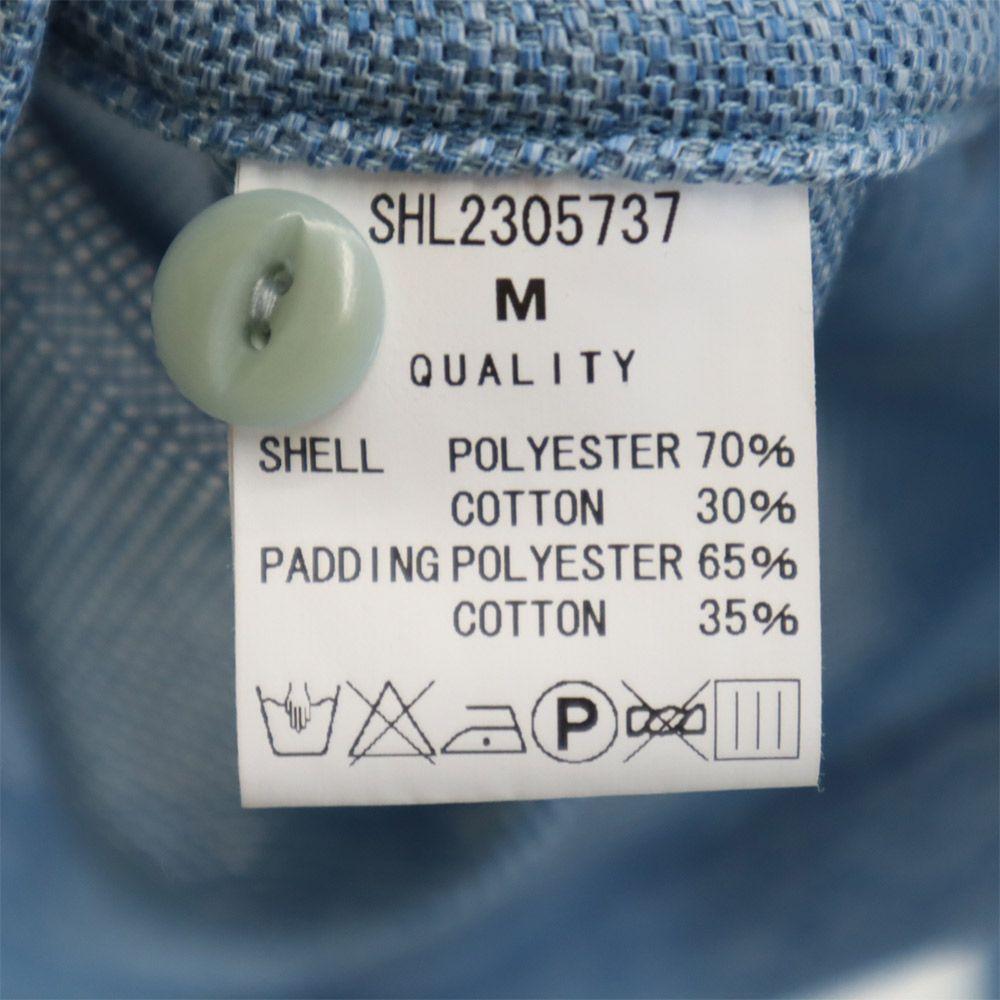 SHL2305737
M
QUALITY
SHELL POLYESTER 70%
COTTON 30%
PADDING POLYESTER 65%
COTTON 35%
P